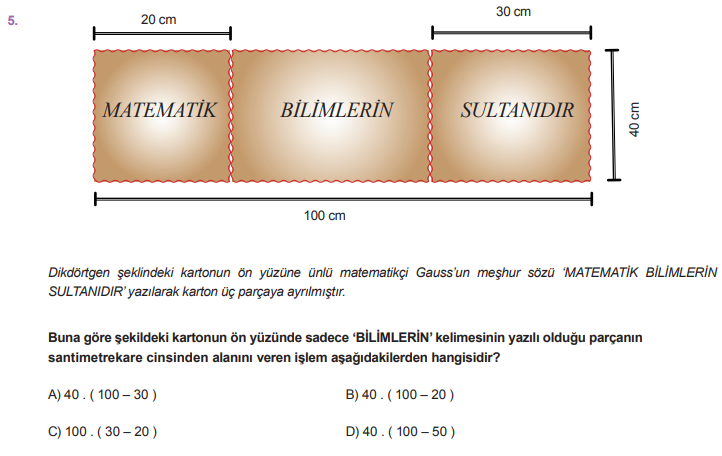 5.
20 cm
30 cm
MATEMATİK
BİLİMLERİN
SULTANIDIR
40 cm
100 cm
Dikdörtgen şeklindeki kartonun ön yüzüne ünlü matematikçi Gauss'un meşhur sözü 'MATEMATİK BİLİMLERİN
SULTANIDIR' yazılarak karton üç parçaya ayrılmıştır.
Buna göre şekildeki kartonun ön yüzünde sadece 'BİLİMLERİN' kelimesinin yazılı olduğu parçanın
santimetrekare cinsinden alanını veren işlem aşağıdakilerden hangisidir?
A) 40 . ( 100 – 30 )
B) 40 . ( 100 – 20 )
C) 100 . ( 30 – 20 )
D) 40 . ( 100 – 50 )